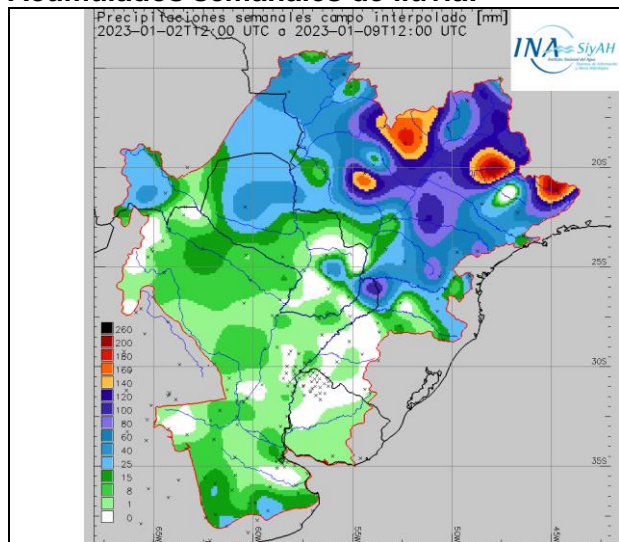 Acumulados semanales de lluvia.
Precipitaciones semanales campo interpolado [mm]
2023-01-02T12:00 UTC a 2023-01-09T12:00 UTC
INA SiyAH
20S
25S
30S
35S
260
200
180
160
140
120
100
80
60
40
25
15
8
1
0
65W
60W
55W
50W
45W